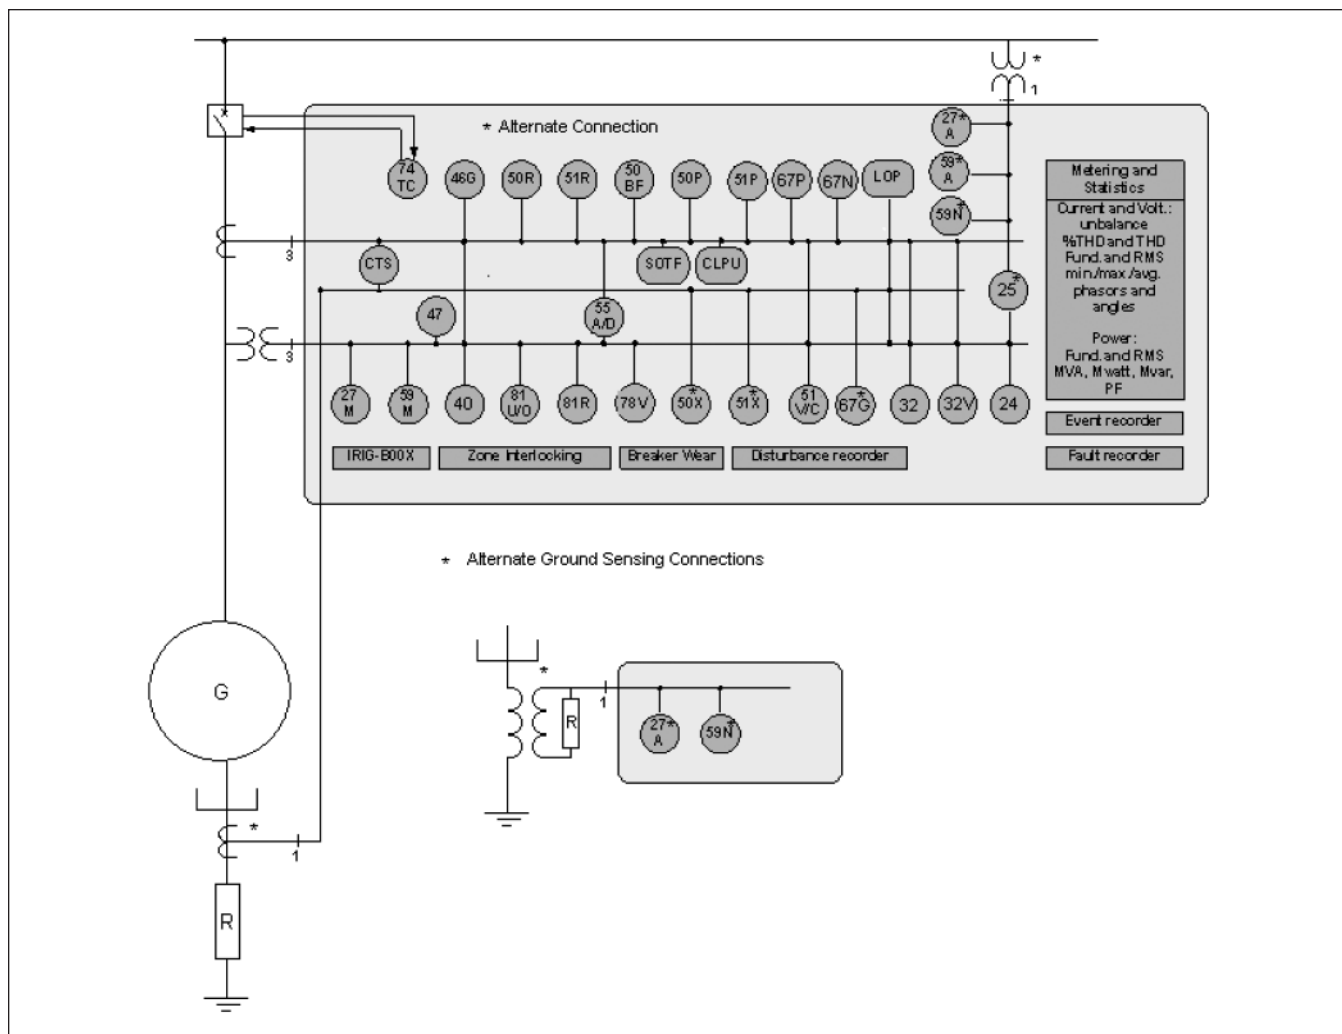 *
1
* Alternate Connection
27*
A
74
TC
46G
50R
51R
50
BF
50P
51P
67P
67N
LOP
59*
A
59N*
Metering and
Statistics
Current and Volt.:
unbalance
%THD and THD
Fund. and RMS
min./max./avg.
phasors and
angles
Power:
Fund. and RMS
MVA, Mwatt, Mvar,
PF
3
CTS
SOTF
CLPU
25*
47
55
A/D
3
27
M
59
M
40
81
U/O
81R
78V
50X*
51X*
51
V/C
67G*
32
32V
24
Event recorder
IRIG-B00X
Zone Interlocking
Breaker Wear
Disturbance recorder
Fault recorder
* Alternate Ground Sensing Connections
G
*
1
R
27*
A
59N*
*
1
R